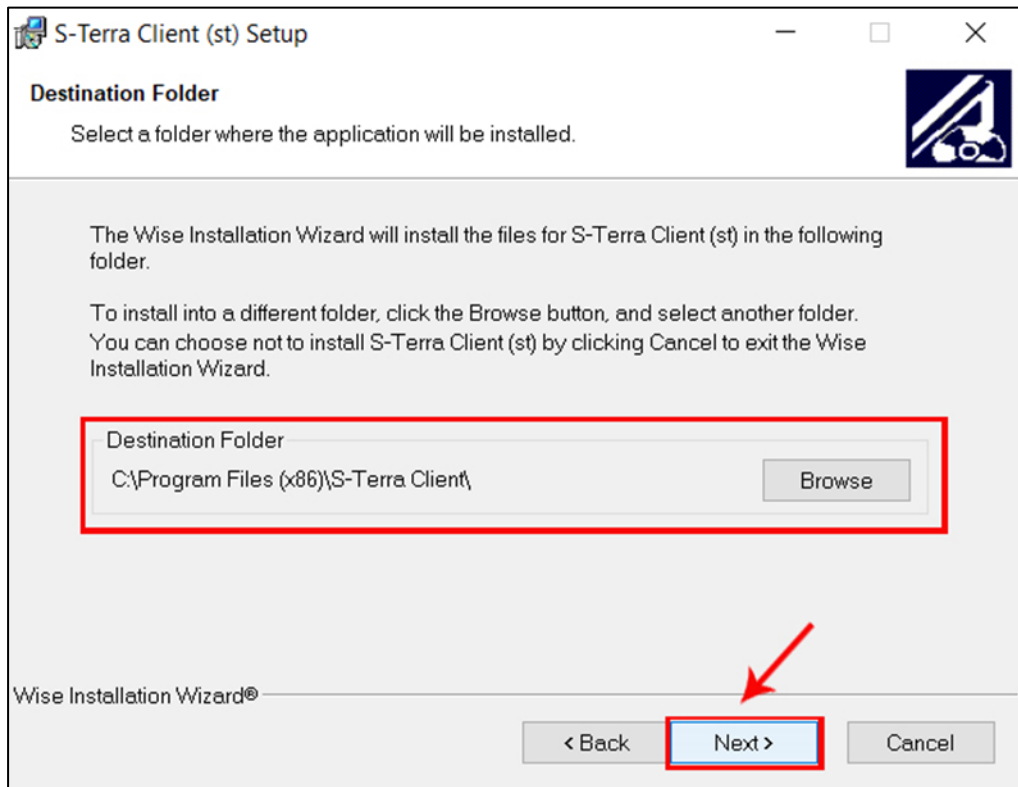 S-Terra Client (st) Setup
Destination Folder
Select a folder where the application will be installed.
The Wise Installation Wizard will install the files for S-Terra Client (st) in the following
folder.
To install into a different folder, click the Browse button, and select another folder.
You can choose not to install S-Terra Client (st) by clicking Cancel to exit the Wise
Installation Wizard.
Destination Folder
C:\Program Files (x86)\S-Terra Client\
Browse
Wise Installation Wizard®
< Back
Next >
Cancel